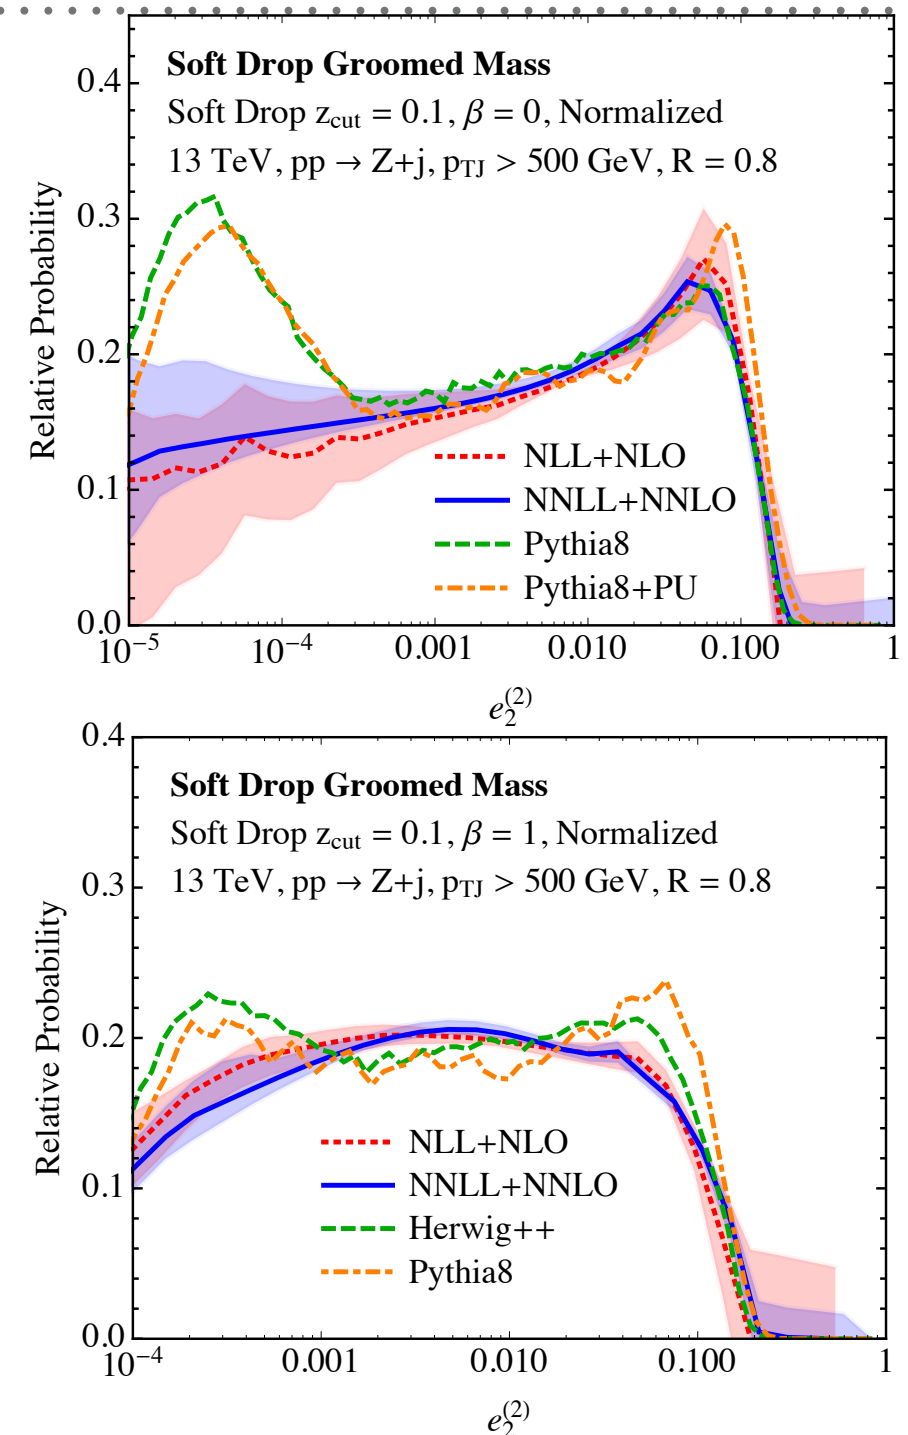 Soft Drop Groomed Mass
Soft Drop z_cut = 0.1, β = 0, Normalized
13 TeV, pp → Z+j, p_TJ > 500 GeV, R = 0.8
Relative Probability
0.4
0.3
0.2
0.1
0.0
NLL+NLO
NNLL+NNLO
Pythia8
Pythia8+PU
10⁻⁵ 10⁻⁴ 0.001 0.010 0.100 1
e₂⁽²⁾
Soft Drop Groomed Mass
Soft Drop z_cut = 0.1, β = 1, Normalized
13 TeV, pp → Z+j, p_TJ > 500 GeV, R = 0.8
Relative Probability
0.4
0.3
0.2
0.1
0.0
NLL+NLO
NNLL+NNLO
Herwig++
Pythia8
10⁻⁴ 0.001 0.010 0.100 1
e₂⁽²⁾